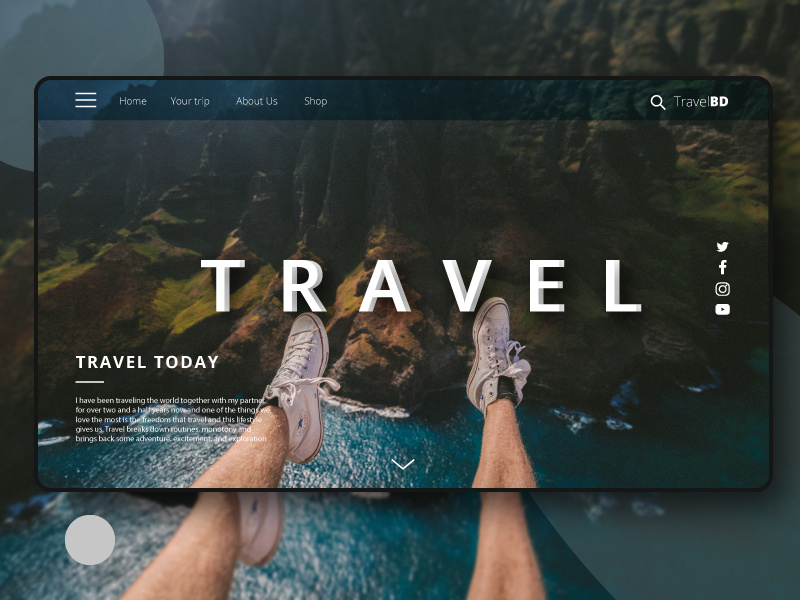 Home Your trip About Us Shop TravelBD
TRAVEL
TRAVEL TODAY
I have been traveling the world together with my partner
for over two and a half years now and one of the things we
love the most is the freedom that travel and this lifestyle
gives us. Travel breaks down routines, monotony and
brings back some adventure, excitement, and exploration